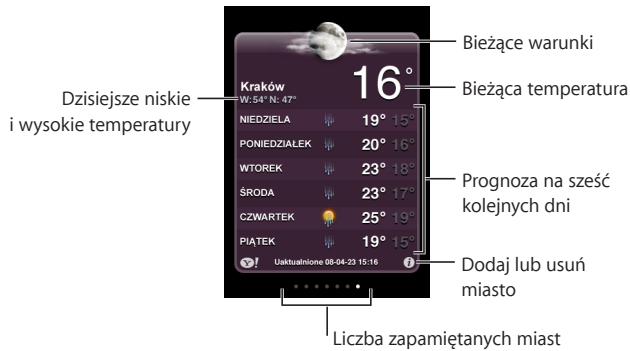 Bieżące warunki
16°
Kraków
W:54° N: 47°
Bieżąca temperatura
Dzisiejsze niskie
i wysokie temperatury
NIEDZIELA 19° 15°
PONIEDZIAŁEK 20° 16°
WTOREK 23° 18°
ŚRODA 23° 17°
CZWARTEK 25° 19°
PIĄTEK 19° 15°
Prognoza na sześć
kolejnych dni
Y! Uaktualnione 08-04-23 15:16 i
Dodaj lub usuń
miasto
Liczba zapamiętanych miast